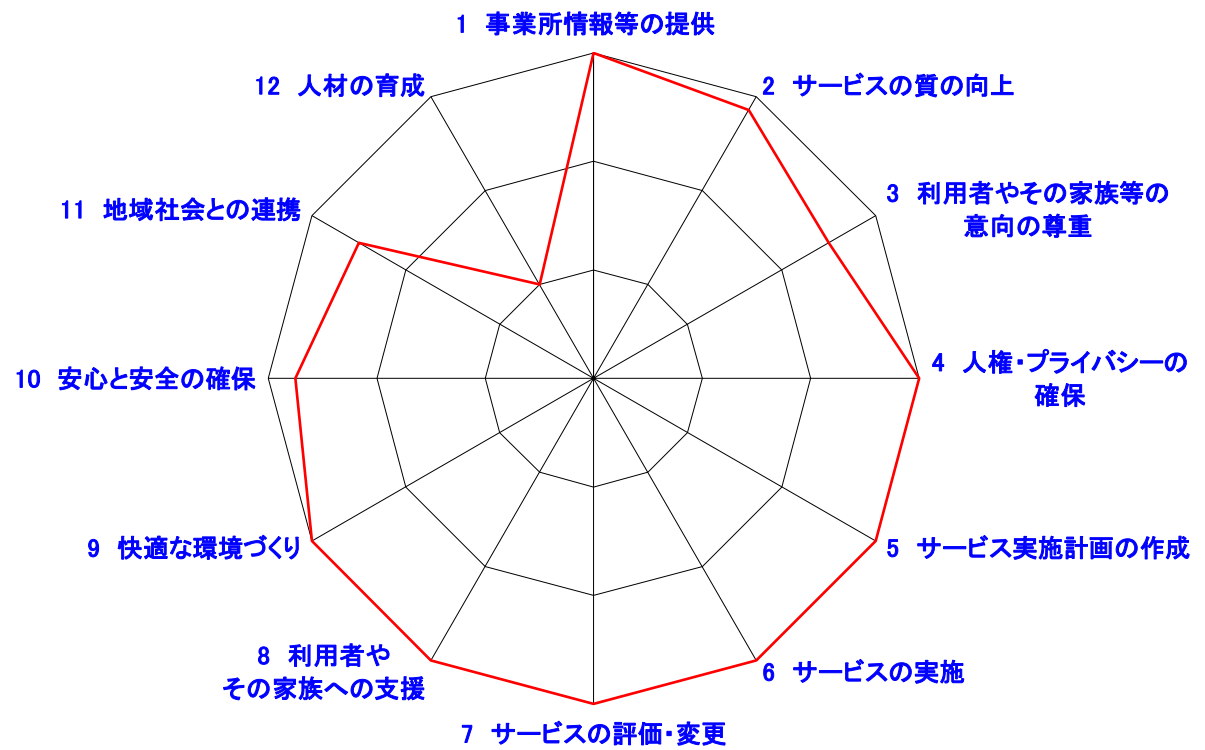 1 事業所情報等の提供
2 サービスの質の向上
3 利用者やその家族等の
意向の尊重
4 人権・プライバシーの
確保
5 サービス実施計画の作成
6 サービスの実施
7 サービスの評価・変更
8 利用者や
その家族への支援
9 快適な環境づくり
10 安心と安全の確保
11 地域社会との連携
12 人材の育成